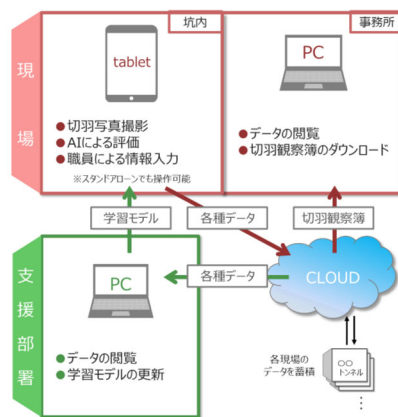 坑内
事務所
現場
tablet
●切羽写真撮影
●AIによる評価
●職員による情報入力
※スタンドアローンでも操作可能
PC
●データの閲覧
●切羽観察簿のダウンロード
学習モデル
各種データ
切羽観察簿
支援部署
PC
●データの閲覧
●学習モデルの更新
各種データ
CLOUD
各現場の
データを蓄積
○○
トンネル
⋮